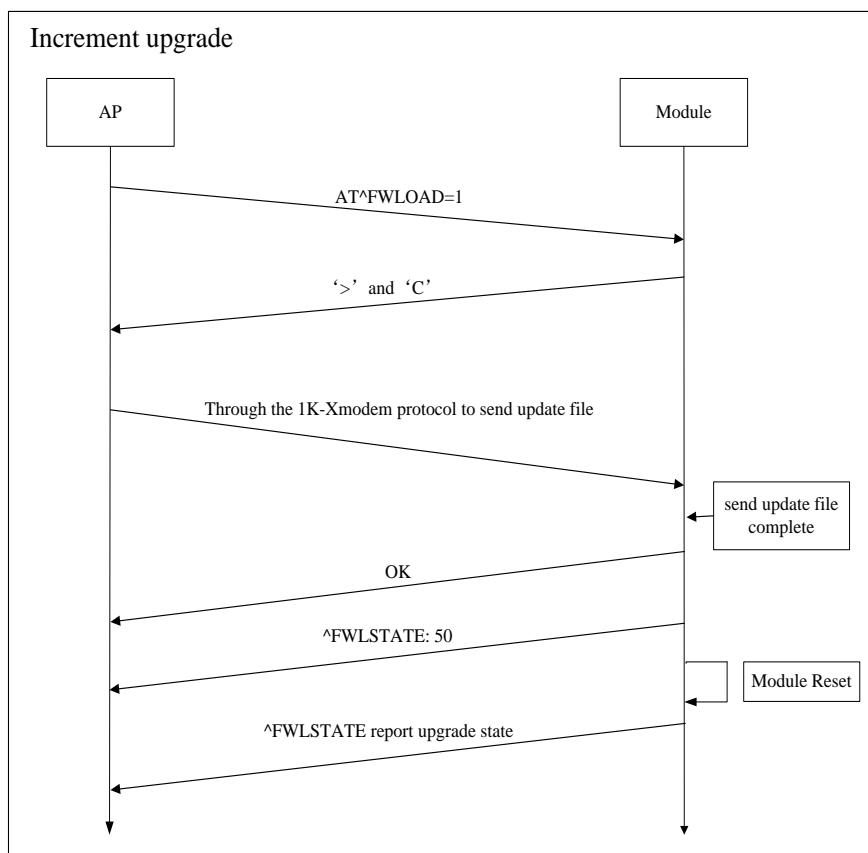 Increment upgrade
AP
Module
AT^FWLOAD=1
‘>’ and ‘C’
Through the 1K-Xmodem protocol to send update file
send update file
complete
OK
^FWLSTATE: 50
Module Reset
^FWLSTATE report upgrade state